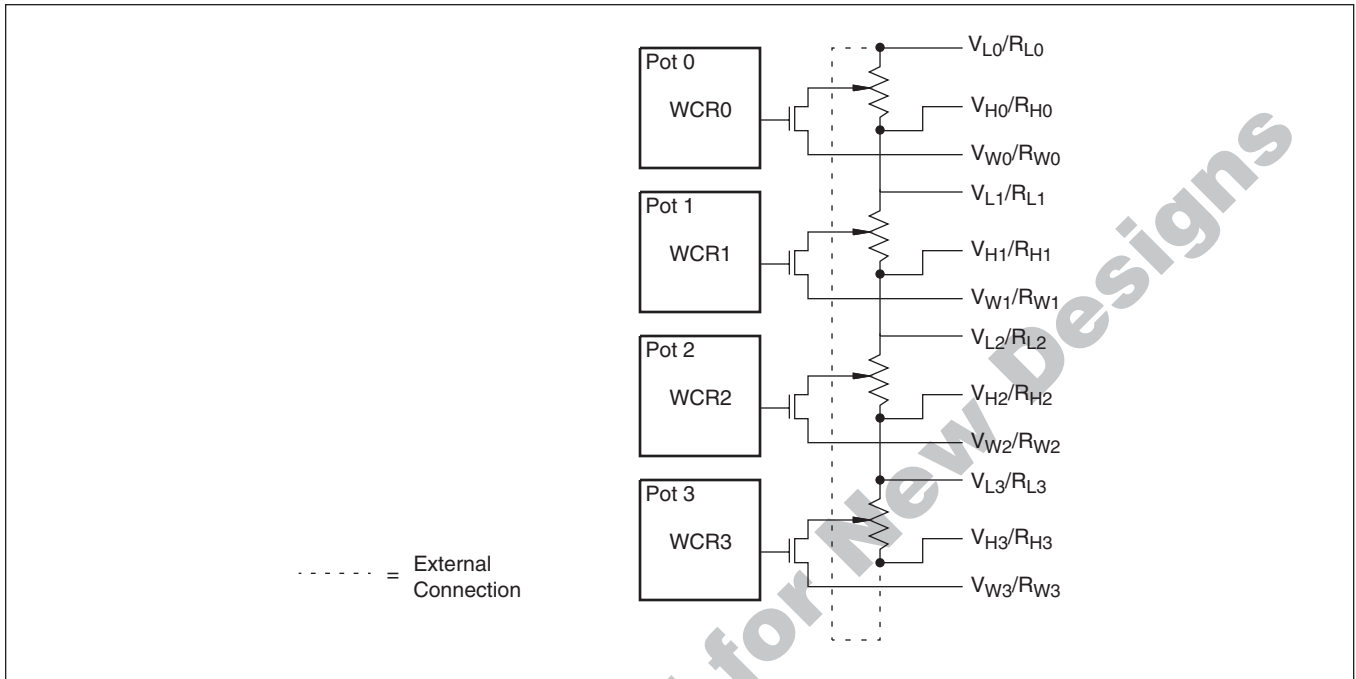 Pot 0
WCR0
VL0/RL0
VH0/RH0
VW0/RW0
Pot 1
WCR1
VL1/RL1
VH1/RH1
VW1/RW1
Pot 2
WCR2
VL2/RL2
VH2/RH2
VW2/RW2
Pot 3
WCR3
VL3/RL3
VH3/RH3
VW3/RW3
= External
Connection
for New Designs